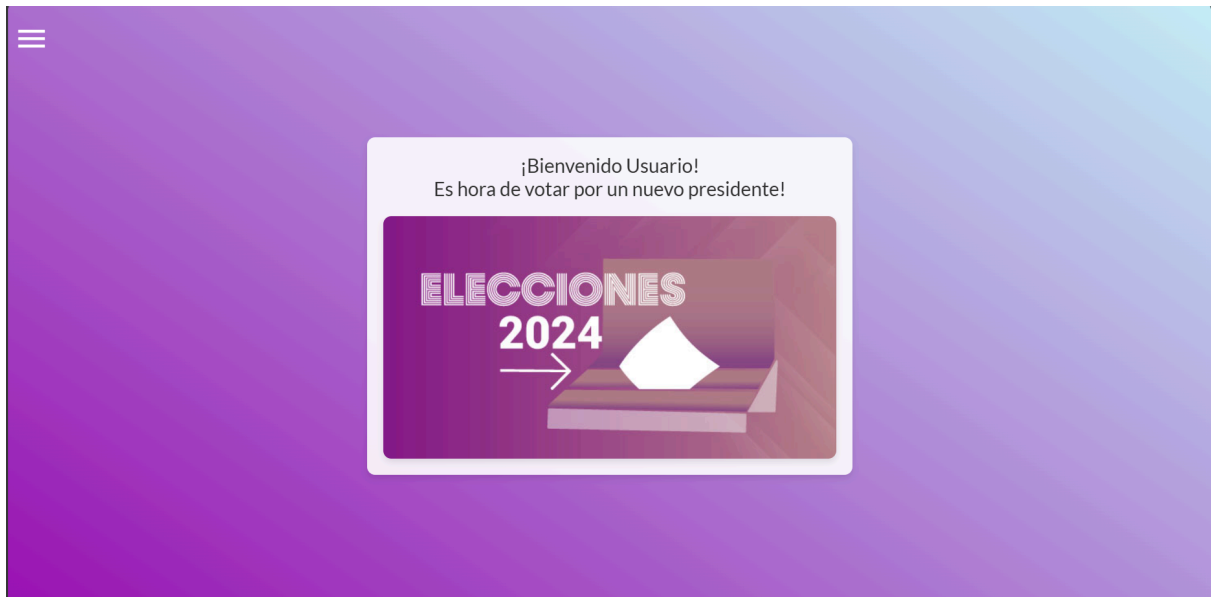 ¡Bienvenido Usuario!
Es hora de votar por un nuevo presidente!
ELECCIONES
2024